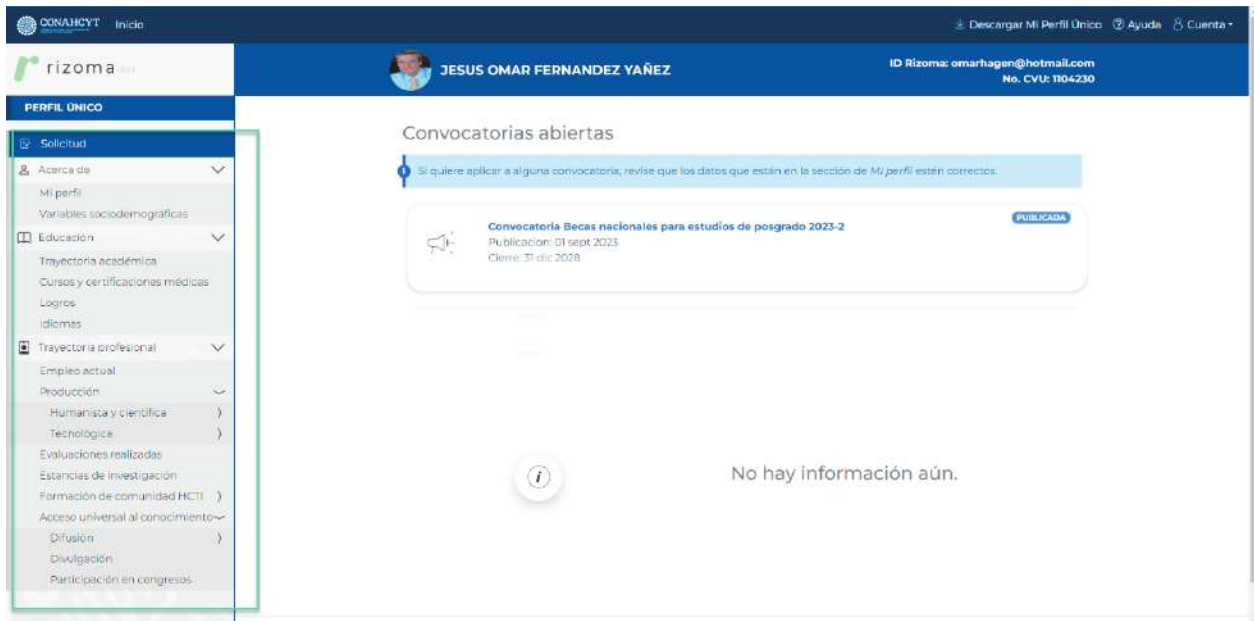 CONAHCYT Inicio
Descargar Mi Perfil Único Ayuda Cuenta
rizoma
JESUS OMAR FERNANDEZ YAÑEZ
ID Rizoma: omarhagen@hotmail.com
No. CVU: 1104230
PERFIL ÚNICO
Solicitud
Acerca de
Mi perfil
Variables sociodemográficas
Educación
Trayectoria académica
Cursos y certificaciones médicas
Logros
Idiomas
Trayectoria profesional
Empleo actual
Producción
Humanista y científica
Tecnológica
Evaluaciones realizadas
Estancias de investigación
Formación de comunidad HCTI
Acceso universal al conocimiento
Difusión
Divulgación
Participación en congresos
Convocatorias abiertas
Si quiere aplicar a alguna convocatoria, revise que los datos que están en la sección de Mi perfil estén correctos.
PUBLICADA
Convocatoria Becas nacionales para estudios de posgrado 2023-2
Publicacion: 01 sept 2023
Cierre: 31 dic 2028
No hay información aún.